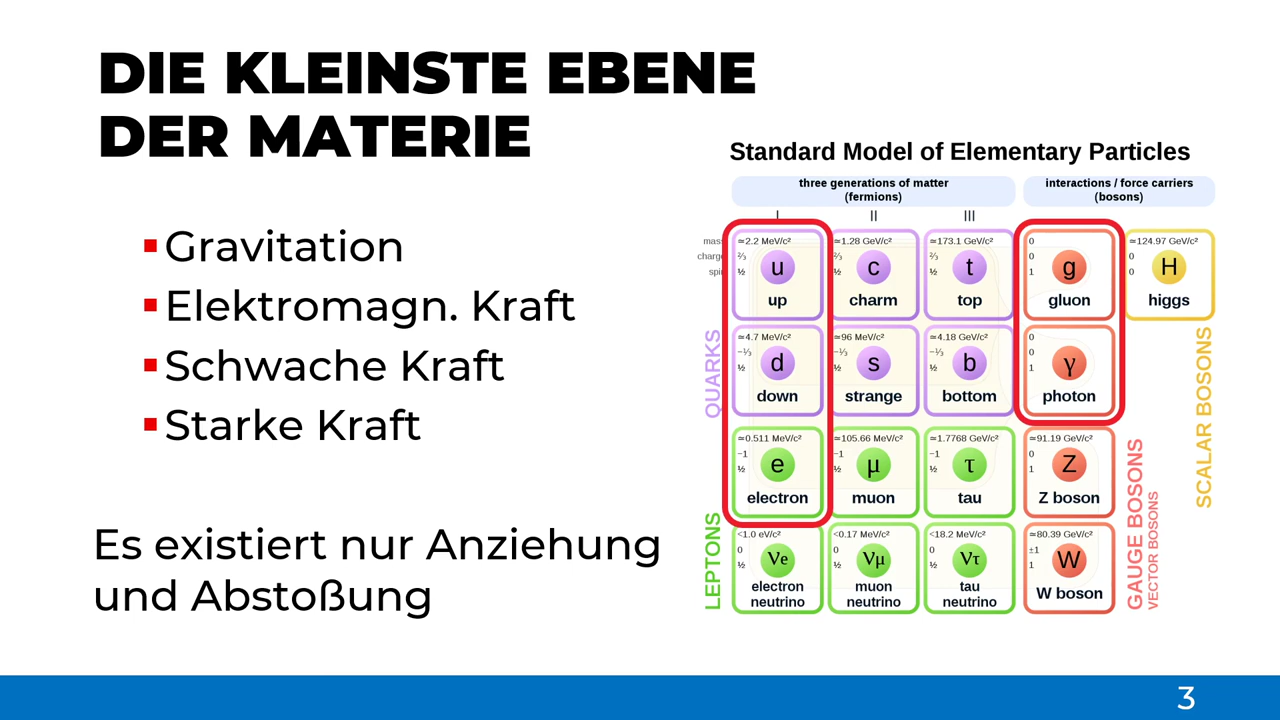 DIE KLEINSTE EBENE
DER MATERIE
Gravitation
Elektromagn. Kraft
Schwache Kraft
Starke Kraft
Es existiert nur Anziehung
und Abstoßung
Standard Model of Elementary Particles
three generations of matter
(fermions)
interactions / force carriers
(bosons)
I II III
mass
charge
spin
≃2.2 MeV/c²
⅔
½
u
up
≃1.28 GeV/c²
⅔
½
c
charm
≃173.1 GeV/c²
⅔
½
t
top
0
0
1
g
gluon
≃124.97 GeV/c²
0
0
H
higgs
QUARKS
≃4.7 MeV/c²
−⅓
½
d
down
≃96 MeV/c²
−⅓
½
s
strange
≃4.18 GeV/c²
−⅓
½
b
bottom
0
0
1
γ
photon
SCALAR BOSONS
≃0.511 MeV/c²
−1
½
e
electron
≃105.66 MeV/c²
−1
½
μ
muon
≃1.7768 GeV/c²
−1
½
τ
tau
≃91.19 GeV/c²
0
1
Z
Z boson
LEPTONS
<1.0 eV/c²
0
½
νe
electron
neutrino
<0.17 MeV/c²
0
½
νμ
muon
neutrino
<18.2 MeV/c²
0
½
ντ
tau
neutrino
≃80.39 GeV/c²
±1
1
W
W boson
GAUGE BOSONS
VECTOR BOSONS
3